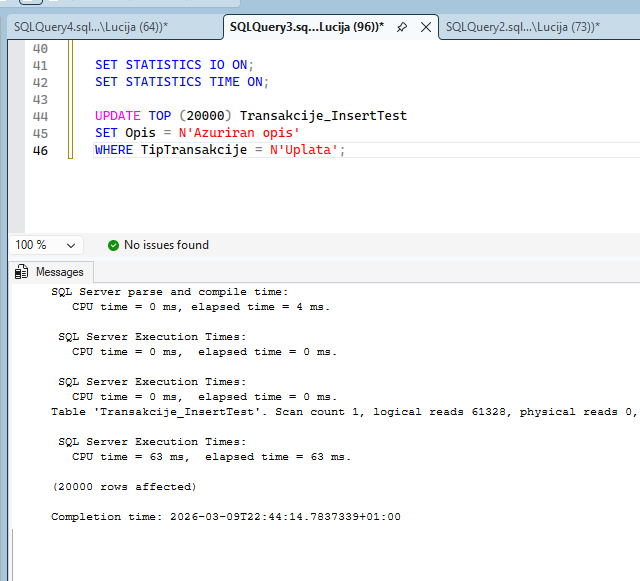 SQLQuery4.sql...\Lucija (64))* SQLQuery3.sq...Lucija (96))* SQLQuery2.sql...\Lucija (73))*
40
41 SET STATISTICS IO ON;
42 SET STATISTICS TIME ON;
43
44 UPDATE TOP (20000) Transakcije_InsertTest
45 SET Opis = N'Azuriran opis'
46 WHERE TipTransakcije = N'Uplata';
100 % No issues found
Messages
SQL Server parse and compile time:
CPU time = 0 ms, elapsed time = 4 ms.
SQL Server Execution Times:
CPU time = 0 ms,  elapsed time = 0 ms.
SQL Server Execution Times:
CPU time = 0 ms,  elapsed time = 0 ms.
Table 'Transakcije_InsertTest'. Scan count 1, logical reads 61328, physical reads 0,
SQL Server Execution Times:
CPU time = 63 ms,  elapsed time = 63 ms.
(20000 rows affected)
Completion time: 2026-03-09T22:44:14.7837339+01:00